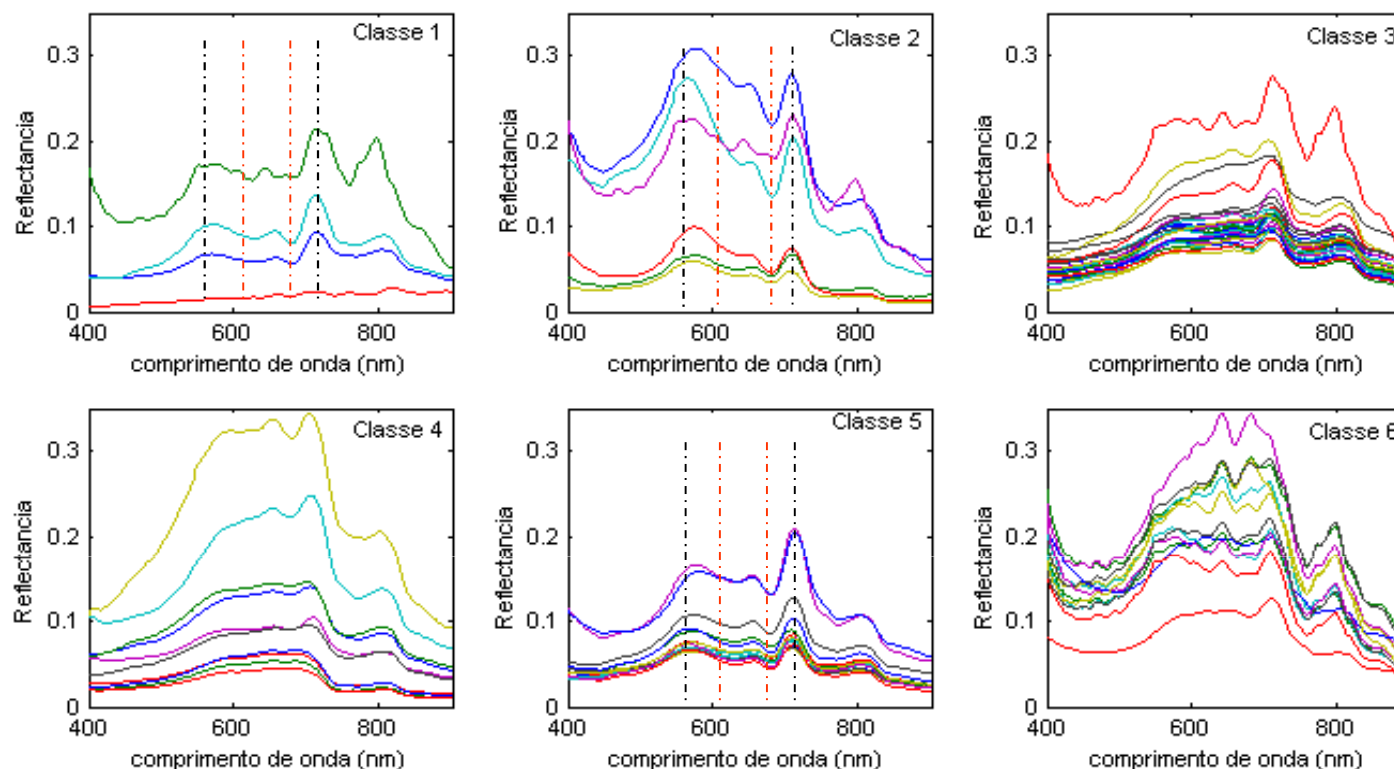 Classe 1
0.3
0.2
0.1
0
Reflectancia
400
600
800
comprimento de onda (nm)
Classe 2
0.3
0.2
0.1
0
Reflectancia
400
600
800
comprimento de onda (nm)
Classe 3
0.3
0.2
0.1
0
Reflectancia
400
600
800
comprimento de onda (nm)
Classe 4
0.3
0.2
0.1
0
Reflectancia
400
600
800
comprimento de onda (nm)
Classe 5
0.3
0.2
0.1
0
Reflectancia
400
600
800
comprimento de onda (nm)
Classe 6
0.3
0.2
0.1
0
Reflectancia
400
600
800
comprimento de onda (nm)